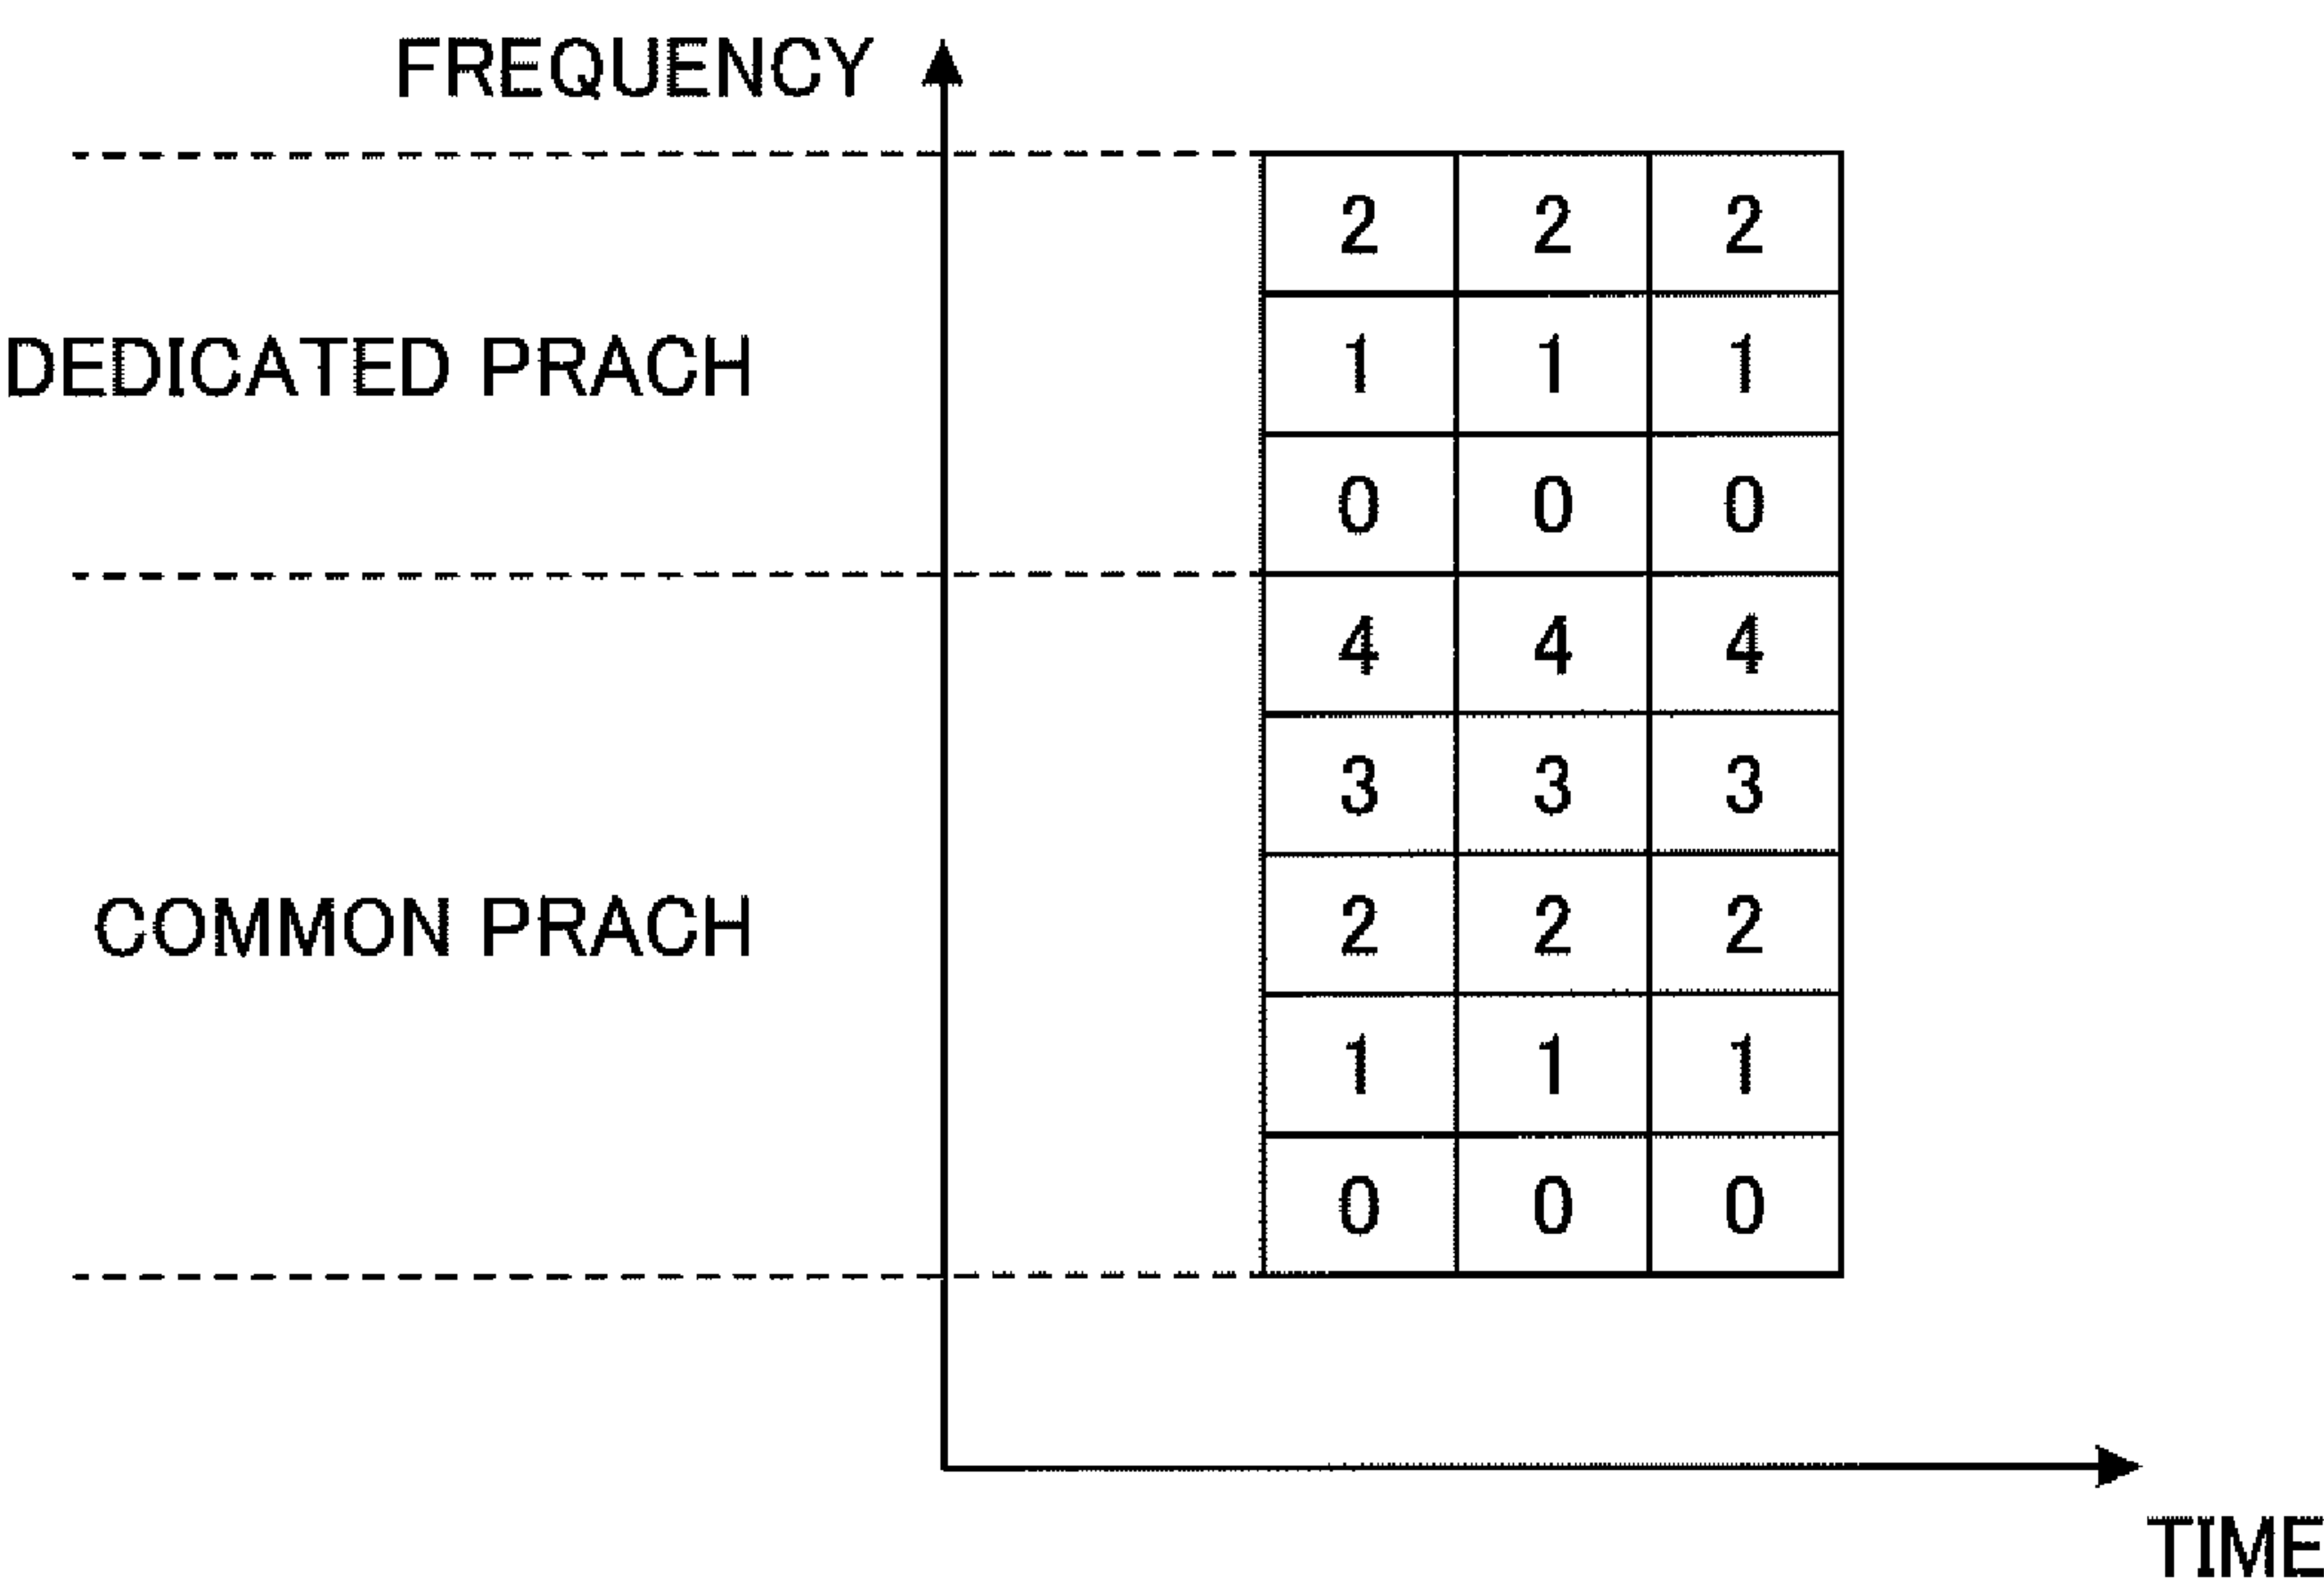 FREQUENCY
2 2 2
DEDICATED PRACH 1 1 1
0 0 0
4 4 4
3 3 3
COMMON PRACH 2 2 2
1 1 1
0 0 0
TIME